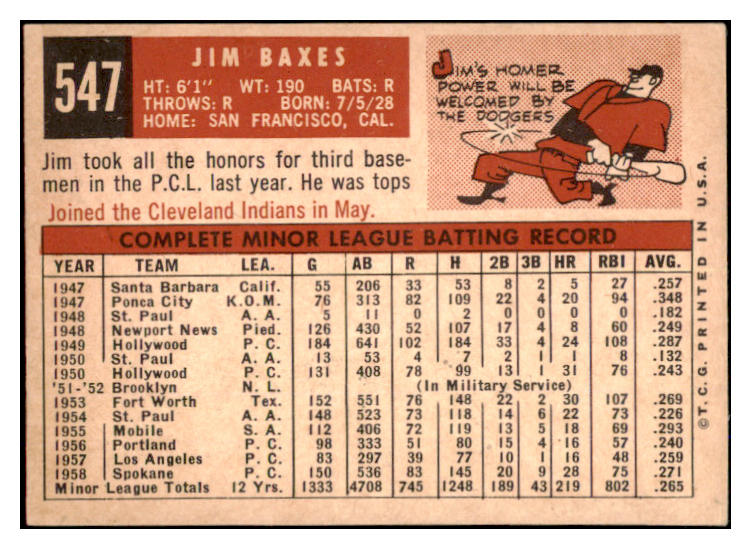 547
JIM BAXES
HT: 6'1" WT: 190 BATS: R
THROWS: R BORN: 7/5/28
HOME: SAN FRANCISCO, CAL.
JIM'S HOMER
POWER WILL BE
WELCOMED BY
THE DODGERS
Jim took all the honors for third base-
men in the P.C.L. last year. He was tops
Joined the Cleveland Indians in May.
COMPLETE MINOR LEAGUE BATTING RECORD
YEAR TEAM LEA. G AB R H 2B 3B HR RBI AVG.
1947 Santa Barbara Calif. 55 206 33 53 8 2 5 27 .257
1947 Ponca City K.O.M. 76 313 82 109 22 4 20 94 .348
1948 St. Paul A. A. 5 11 0 2 0 0 0 0 .182
1948 Newport News Pied. 126 430 52 107 17 4 8 60 .249
1949 Hollywood P. C. 184 641 102 184 33 4 24 108 .287
1950 St. Paul A. A. 13 53 4 7 2 1 1 8 .132
1950 Hollywood P. C. 131 408 78 99 13 1 31 76 .243
'51-'52 Brooklyn N. L. (In Military Service)
1953 Fort Worth Tex. 152 551 76 148 22 2 30 107 .269
1954 St. Paul A. A. 148 523 73 118 14 6 22 73 .226
1955 Mobile S. A. 112 406 72 119 13 5 18 69 .293
1956 Portland P. C. 98 333 51 80 15 4 16 57 .240
1957 Los Angeles P. C. 83 297 39 77 10 1 16 48 .259
1958 Spokane P. C. 150 536 83 145 20 9 28 75 .271
Minor League Totals 12 Yrs. 1333 4708 745 1248 189 43 219 802 .265
©T.C.G. PRINTED IN U.S.A.